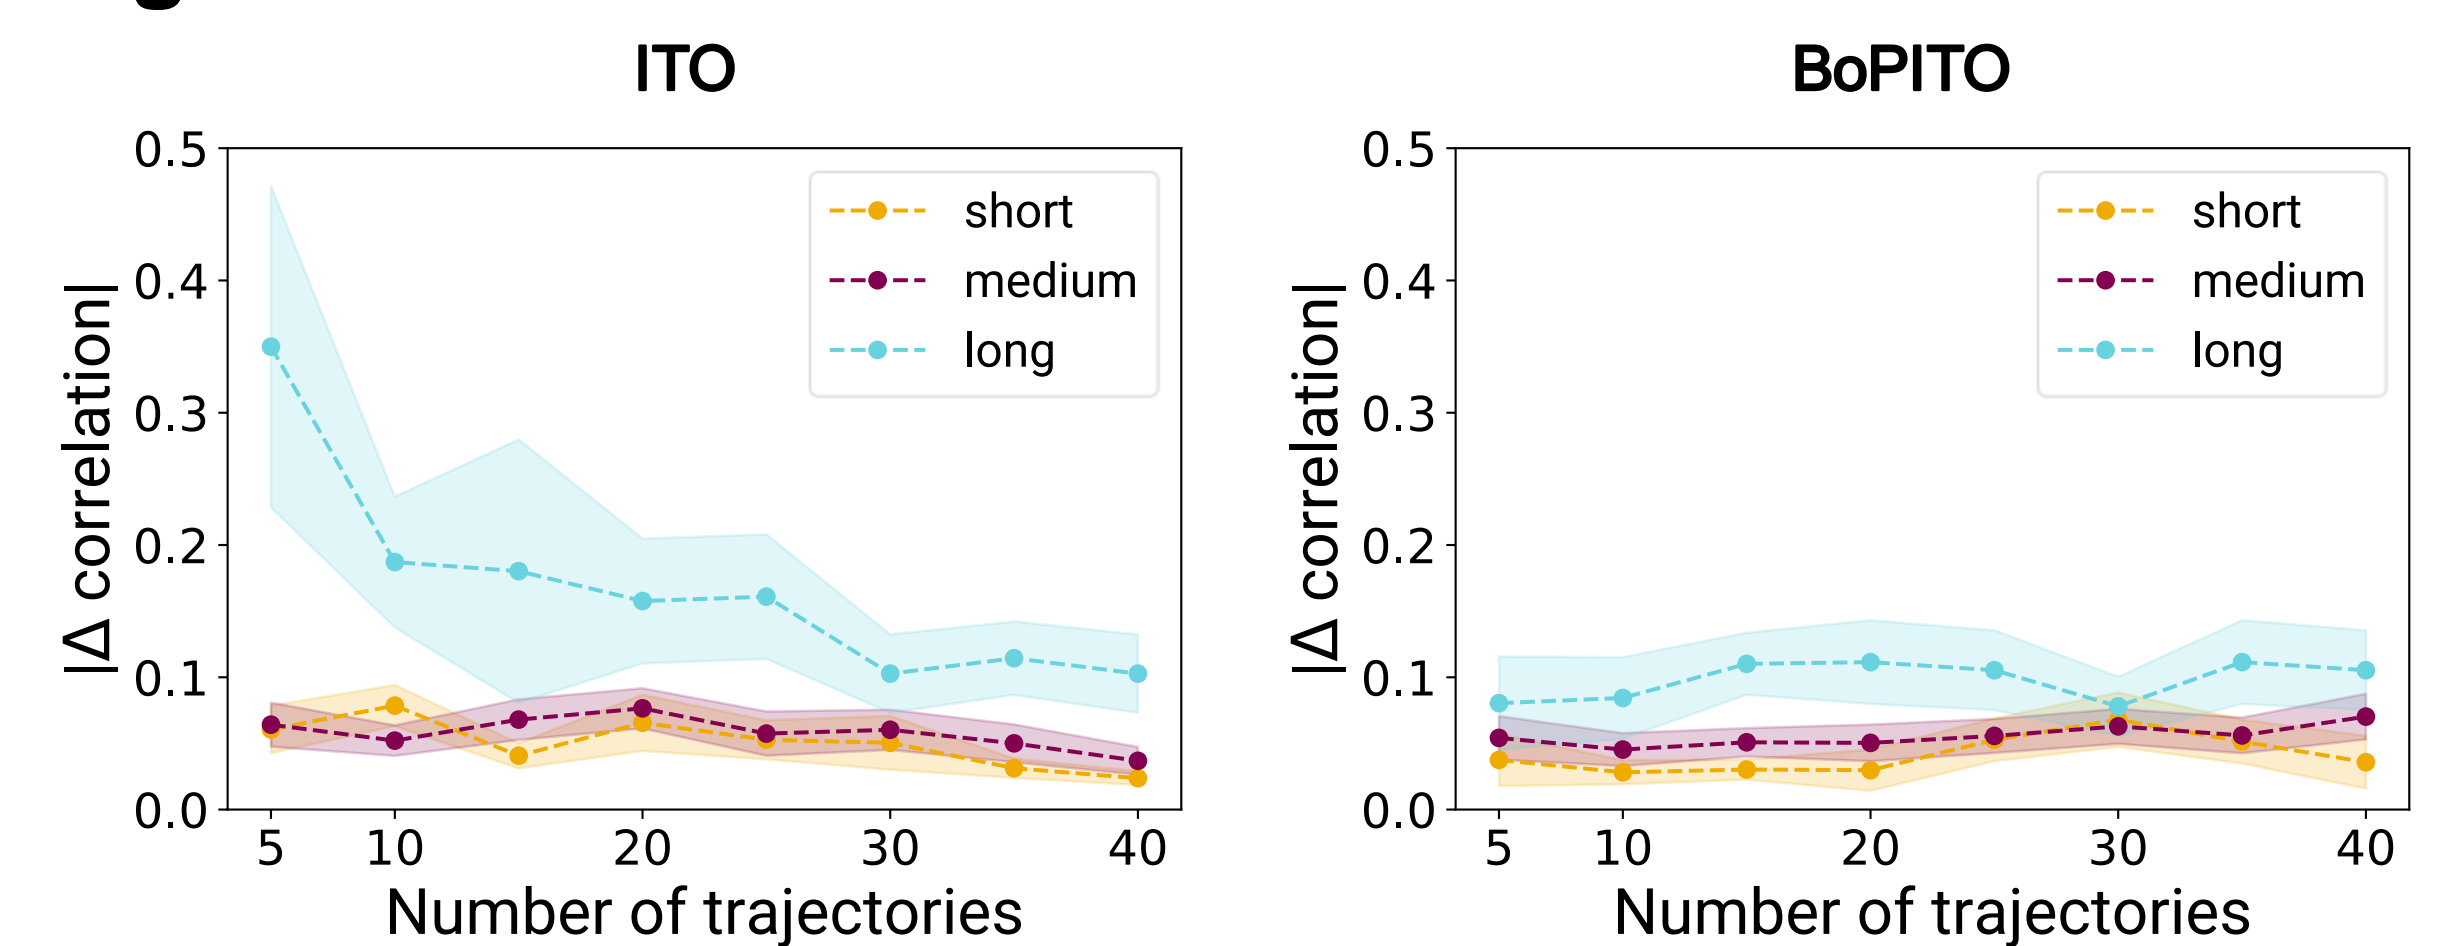 ITO
0.5
0.4
0.3
0.2
0.1
0.0
|Δ correlation|
short
medium
long
5 10 20 30 40
Number of trajectories
BoPITO
0.5
0.4
0.3
0.2
0.1
0.0
|Δ correlation|
short
medium
long
5 10 20 30 40
Number of trajectories